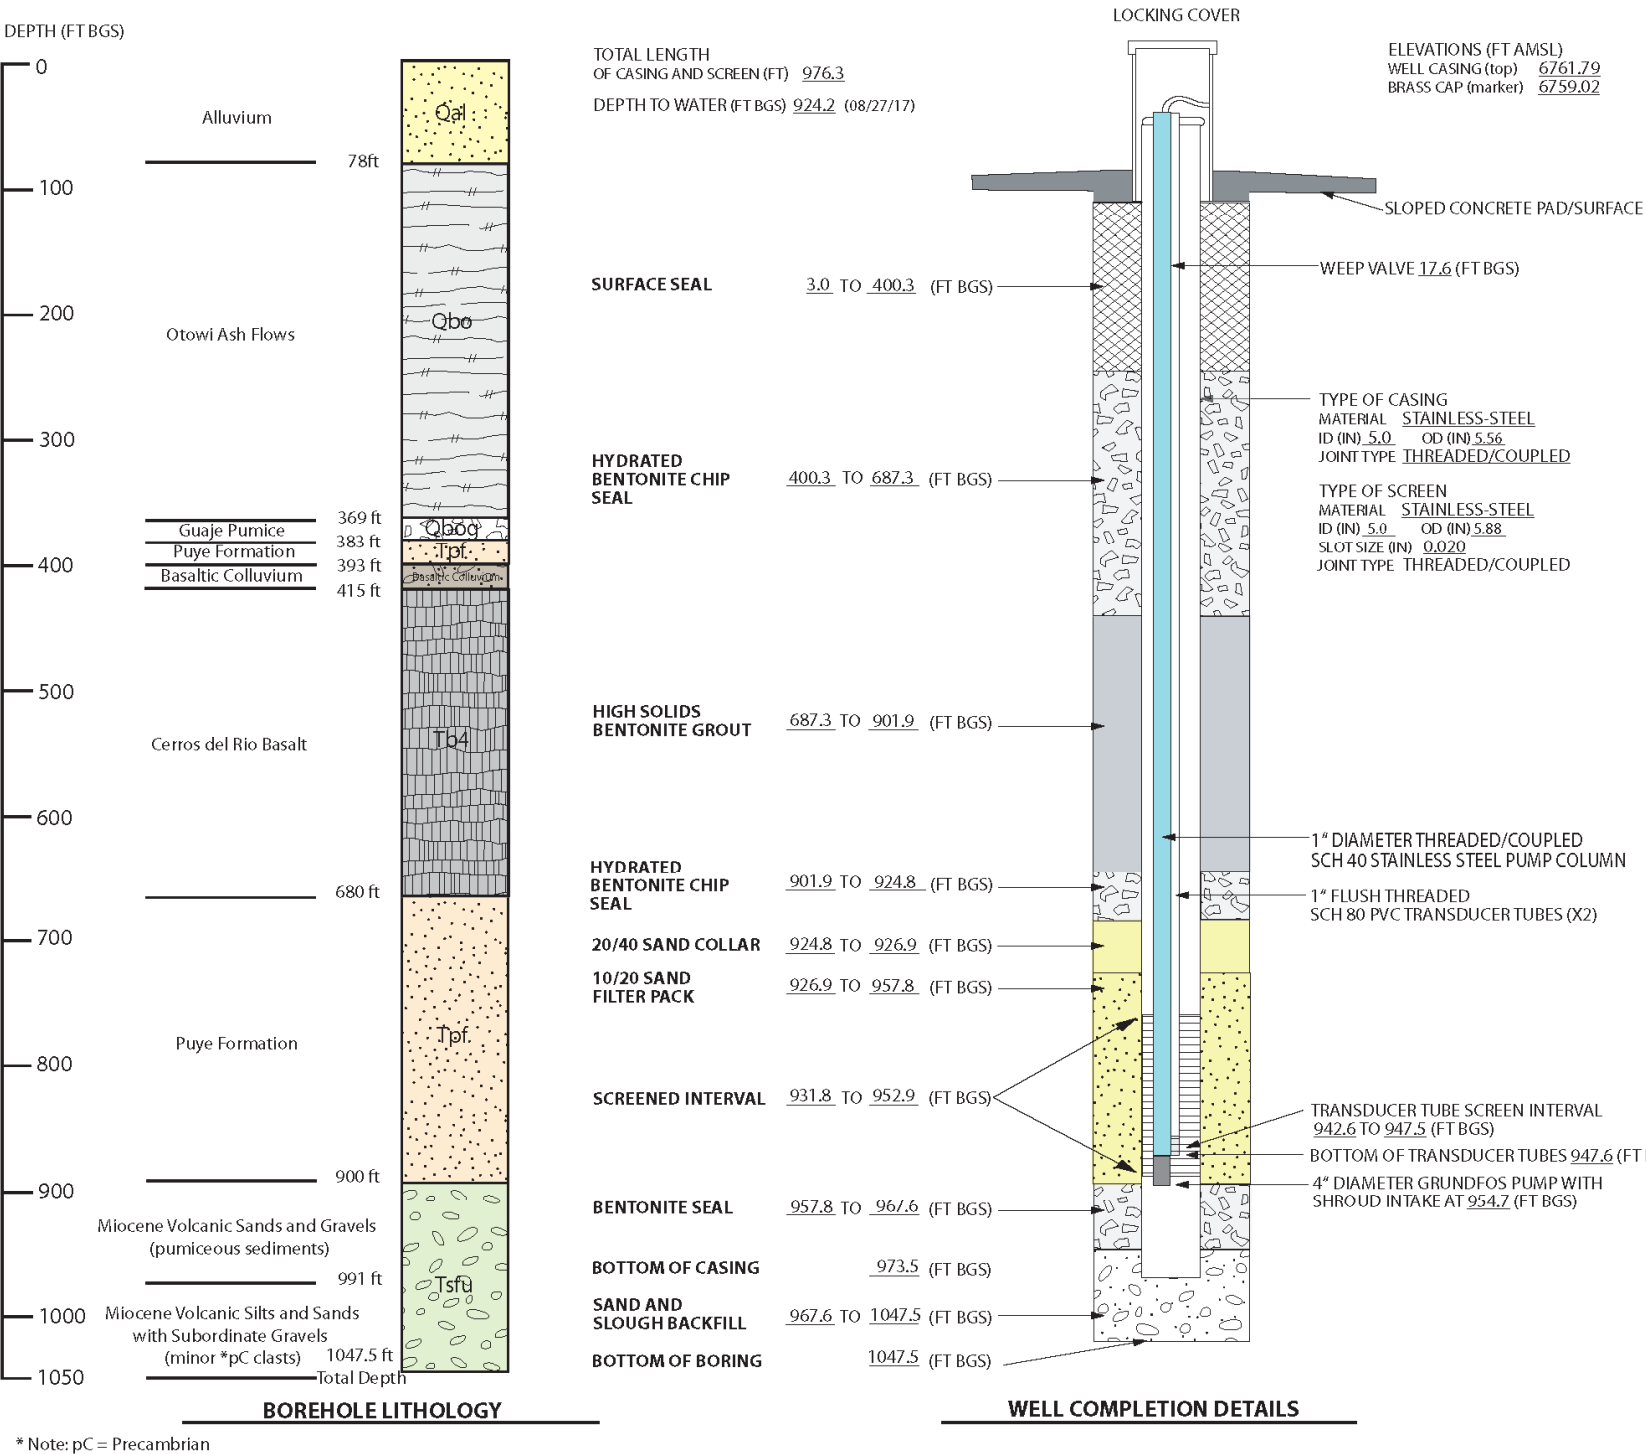 LOCKING COVER
DEPTH (FT BGS)
0
100
200
300
400
500
600
700
800
900
1000
1050
Alluvium
78ft
Otowi Ash Flows
369 ft
Guaje Pumice
383 ft
Puye Formation
393 ft
Basaltic Colluvium
415 ft
Cerros del Rio Basalt
680 ft
Puye Formation
900 ft
Miocene Volcanic Sands and Gravels
(pumiceous sediments)
991 ft
Miocene Volcanic Silts and Sands
with Subordinate Gravels
(minor *pC clasts)
1047.5 ft
Total Depth
Qal
Qbo
Qbog
Tpf
Basaltic Colluvium
Tb4
Tpf
Tsfu
BOREHOLE LITHOLOGY
* Note: pC = Precambrian
TOTAL LENGTH
OF CASING AND SCREEN (FT) 976.3
DEPTH TO WATER (FT BGS) 924.2 (08/27/17)
SURFACE SEAL 3.0 TO 400.3 (FT BGS)
HYDRATED
BENTONITE CHIP 400.3 TO 687.3 (FT BGS)
SEAL
HIGH SOLIDS 687.3 TO 901.9 (FT BGS)
BENTONITE GROUT
HYDRATED
BENTONITE CHIP 901.9 TO 924.8 (FT BGS)
SEAL
20/40 SAND COLLAR 924.8 TO 926.9 (FT BGS)
10/20 SAND 926.9 TO 957.8 (FT BGS)
FILTER PACK
SCREENED INTERVAL 931.8 TO 952.9 (FT BGS)
BENTONITE SEAL 957.8 TO 967.6 (FT BGS)
BOTTOM OF CASING 973.5 (FT BGS)
SAND AND
SLOUGH BACKFILL 967.6 TO 1047.5 (FT BGS)
BOTTOM OF BORING 1047.5 (FT BGS)
ELEVATIONS (FT AMSL)
WELL CASING (top) 6761.79
BRASS CAP (marker) 6759.02
SLOPED CONCRETE PAD/SURFACE
WEEP VALVE 17.6 (FT BGS)
TYPE OF CASING
MATERIAL STAINLESS-STEEL
ID (IN) 5.0 OD (IN) 5.56
JOINT TYPE THREADED/COUPLED
TYPE OF SCREEN
MATERIAL STAINLESS-STEEL
ID (IN) 5.0 OD (IN) 5.88
SLOT SIZE (IN) 0.020
JOINT TYPE THREADED/COUPLED
1" DIAMETER THREADED/COUPLED
SCH 40 STAINLESS STEEL PUMP COLUMN
1" FLUSH THREADED
SCH 80 PVC TRANSDUCER TUBES (X2)
TRANSDUCER TUBE SCREEN INTERVAL
942.6 TO 947.5 (FT BGS)
BOTTOM OF TRANSDUCER TUBES 947.6 (FT
4" DIAMETER GRUNDFOS PUMP WITH
SHROUD INTAKE AT 954.7 (FT BGS)
WELL COMPLETION DETAILS